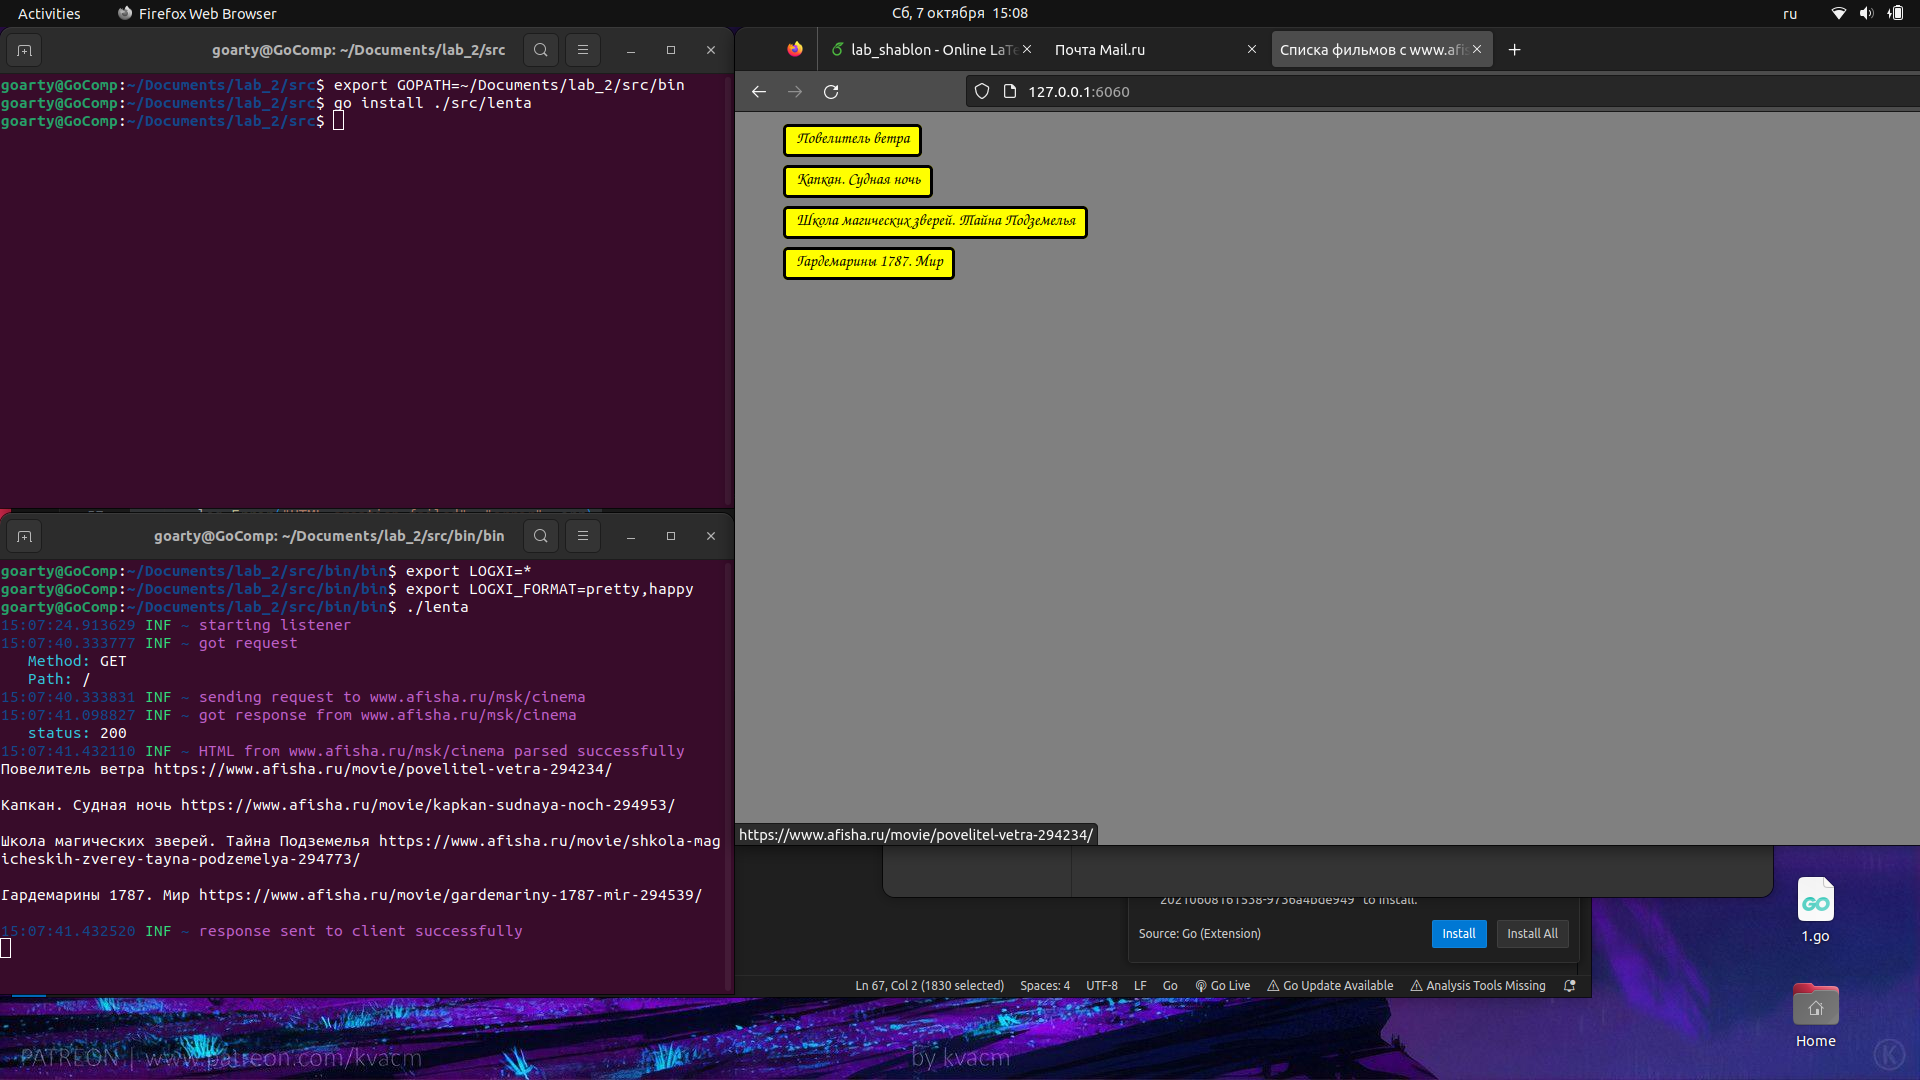 Activities
Firefox Web Browser
Сб, 7 октября 15:08
ru
goarty@GoComp: ~/Documents/lab_2/src
goarty@GoComp:~/Documents/lab_2/src$ export GOPATH=~/Documents/lab_2/src/bin
goarty@GoComp:~/Documents/lab_2/src$ go install ./src/lenta
goarty@GoComp:~/Documents/lab_2/src$
goarty@GoComp: ~/Documents/lab_2/src/bin/bin
goarty@GoComp:~/Documents/lab_2/src/bin/bin$ export LOGXI=*
goarty@GoComp:~/Documents/lab_2/src/bin/bin$ export LOGXI_FORMAT=pretty,happy
goarty@GoComp:~/Documents/lab_2/src/bin/bin$ ./lenta
15:07:24.913629 INF ~ starting listener
15:07:40.333777 INF ~ got request
Method: GET
Path: /
15:07:40.333831 INF ~ sending request to www.afisha.ru/msk/cinema
15:07:41.098827 INF ~ got response from www.afisha.ru/msk/cinema
status: 200
15:07:41.432110 INF ~ HTML from www.afisha.ru/msk/cinema parsed successfully
Повелитель ветра https://www.afisha.ru/movie/povelitel-vetra-294234/
Капкан. Судная ночь https://www.afisha.ru/movie/kapkan-sudnaya-noch-294953/
Школа магических зверей. Тайна Подземелья https://www.afisha.ru/movie/shkola-mag
icheskih-zverey-tayna-podzemelya-294773/
Гардемарины 1787. Мир https://www.afisha.ru/movie/gardemariny-1787-mir-294539/
15:07:41.432520 INF ~ response sent to client successfully
lab_shablon - Online LaTe
Почта Mail.ru
Списка фильмов с www.afis
127.0.0.1:6060
Повелитель ветра
Капкан. Судная ночь
Школа магических зверей. Тайна Подземелья
Гардемарины 1787. Мир
https://www.afisha.ru/movie/povelitel-vetra-294234/
20210608161538-9736a4bde949" to install.
Source: Go (Extension)
Install
Install All
Ln 67, Col 2 (1830 selected)
Spaces: 4
UTF-8
LF
Go
Go Live
Go Update Available
Analysis Tools Missing
GO
1.go
Home
PATREON | www.patreon.com/kvacm
by kvacm
K